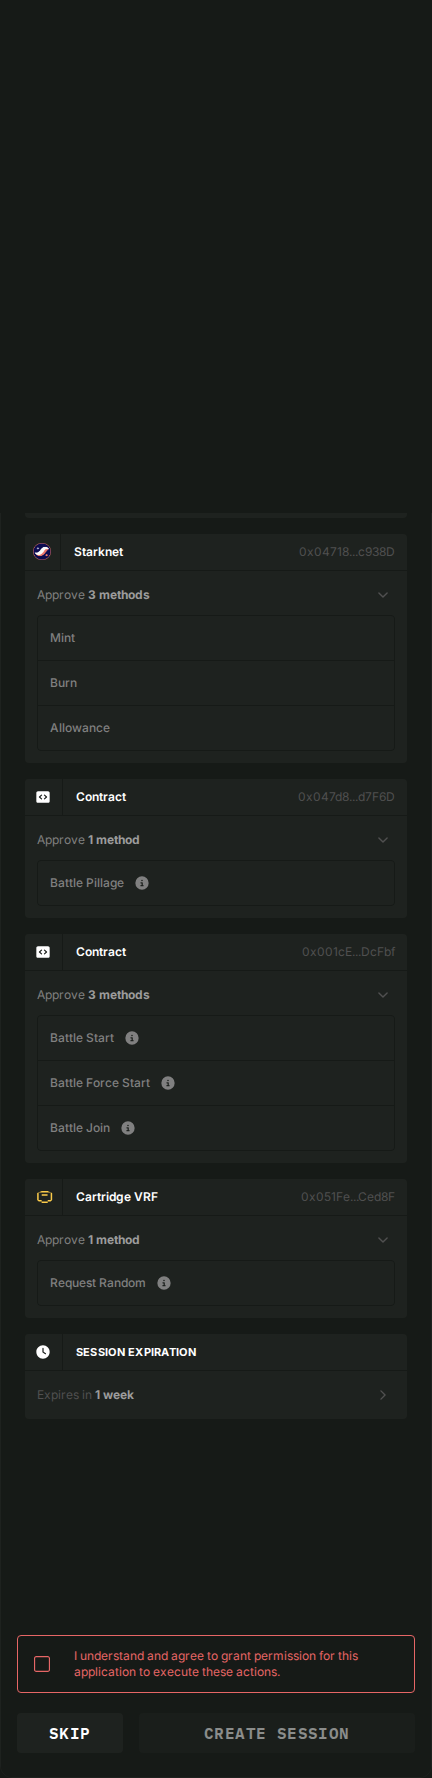 Starknet 0x04718...c938D
Approve 3 methods
Mint
Burn
Allowance
Contract 0x047d8...d7F6D
Approve 1 method
Battle Pillage
Contract 0x001cE...DcFbf
Approve 3 methods
Battle Start
Battle Force Start
Battle Join
Cartridge VRF 0x051Fe...Ced8F
Approve 1 method
Request Random
SESSION EXPIRATION
Expires in 1 week
I understand and agree to grant permission for this
application to execute these actions.
SKIP CREATE SESSION